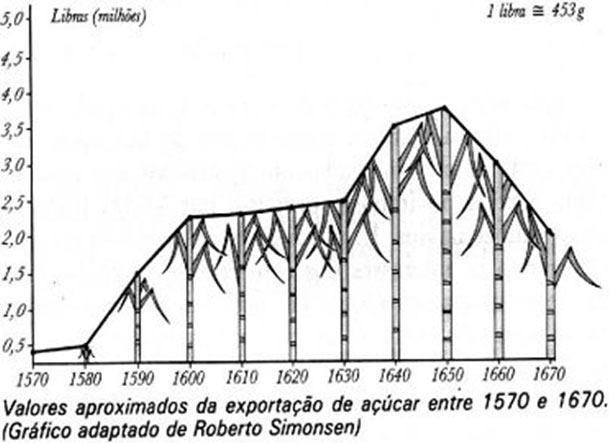 5,0 Libras (milhões) 1 libra ≅ 453 g
4,5
4,0
3,5
3,0
2,5
2,0
1,5
1,0
0,5
1570 1580 1590 1600 1610 1620 1630 1640 1650 1660 1670
Valores aproximados da exportação de açúcar entre 1570 e 1670.
(Gráfico adaptado de Roberto Simonsen)